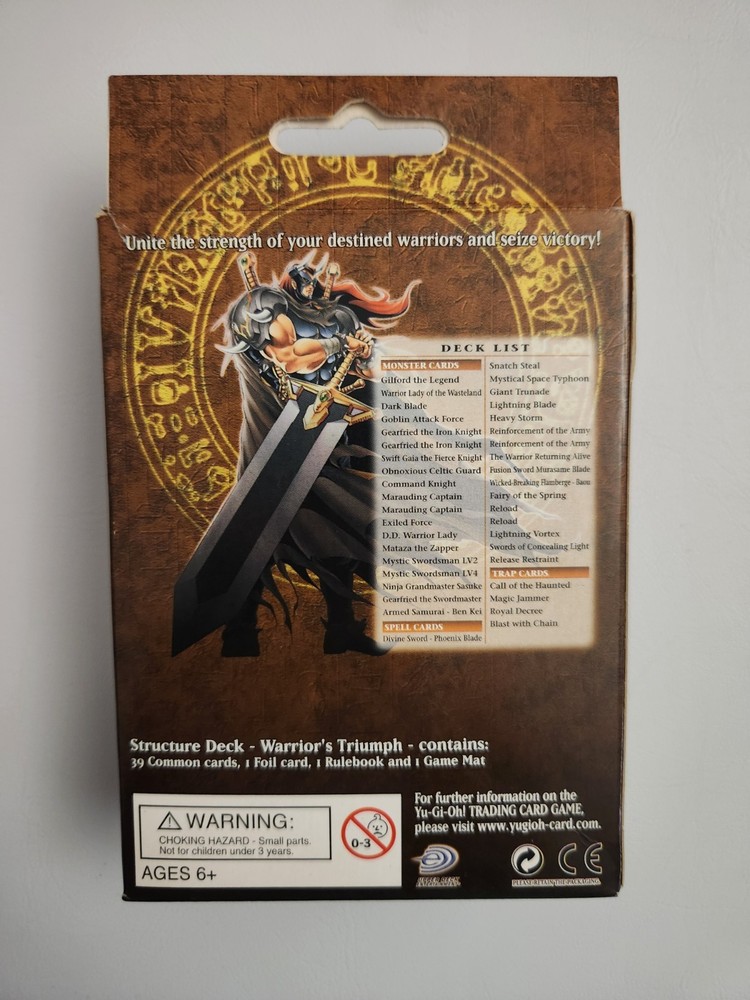 Unite the strength of your destined warriors and seize victory!
DECK LIST
MONSTER CARDS
Gilford the Legend
Warrior Lady of the Wasteland
Dark Blade
Goblin Attack Force
Gearfried the Iron Knight
Gearfried the Iron Knight
Swift Gaia the Fierce Knight
Obnoxious Celtic Guard
Command Knight
Marauding Captain
Marauding Captain
Exiled Force
D.D. Warrior Lady
Mataza the Zapper
Mystic Swordsman LV2
Mystic Swordsman LV4
Ninja Grandmaster Sasuke
Gearfried the Swordmaster
Armed Samurai - Ben Kei
SPELL CARDS
Divine Sword - Phoenix Blade
Snatch Steal
Mystical Space Typhoon
Giant Trunade
Lightning Blade
Heavy Storm
Reinforcement of the Army
Reinforcement of the Army
The Warrior Returning Alive
Fusion Sword Murasame Blade
Wicked-Breaking Flamberge - Baou
Fairy of the Spring
Reload
Reload
Lightning Vortex
Swords of Concealing Light
Release Restraint
TRAP CARDS
Call of the Haunted
Magic Jammer
Royal Decree
Blast with Chain
Structure Deck - Warrior's Triumph - contains:
39 Common cards, 1 Foil card, 1 Rulebook and 1 Game Mat
WARNING:
CHOKING HAZARD - Small parts.
Not for children under 3 years.
AGES 6+
0-3
For further information on the
Yu-Gi-Oh! TRADING CARD GAME,
please visit www.yugioh-card.com.
UPPER DECK
ENTERTAINMENT
CE
PLEASE RETAIN THE PACKAGING